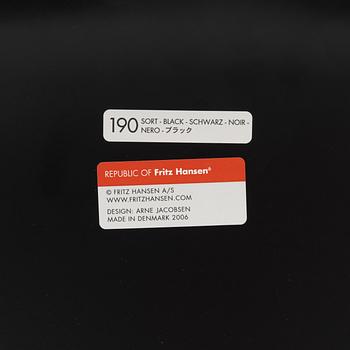 190 SORT - BLACK - SCHWARZ - NOIR -
NERO - ブラック
REPUBLIC OF Fritz Hansen®
© FRITZ HANSEN A/S
WWW.FRITZHANSEN.COM
DESIGN: ARNE JACOBSEN
MADE IN DENMARK 2006